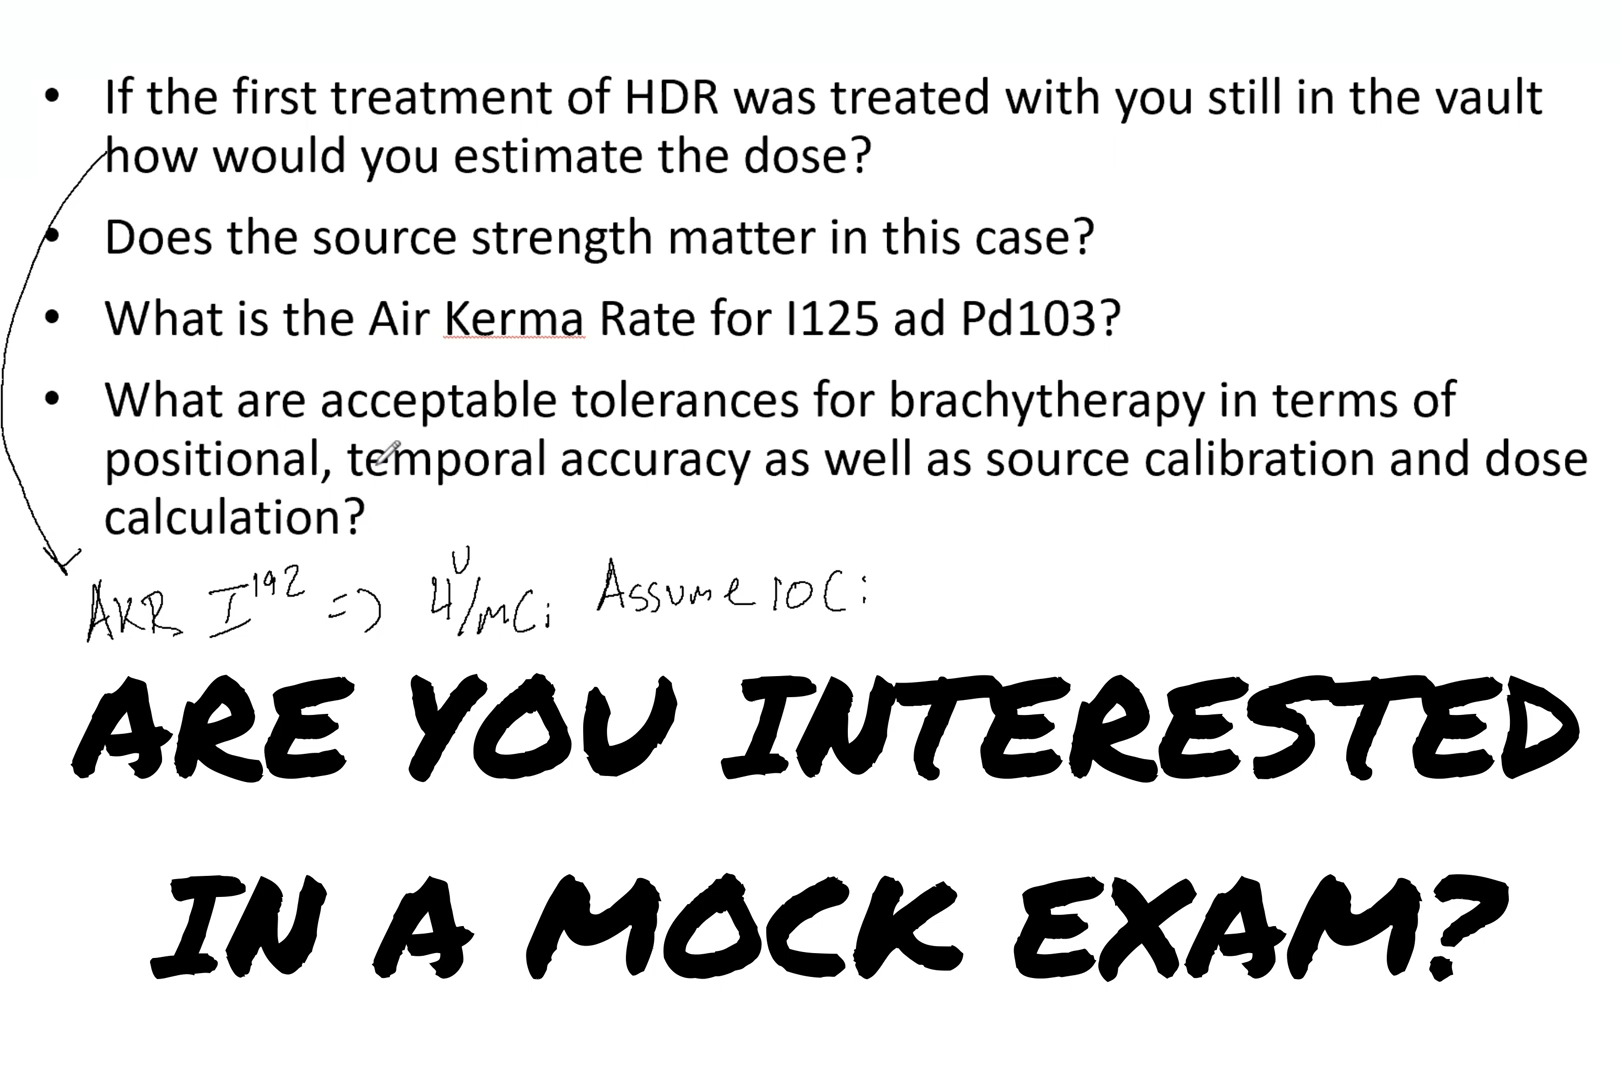 • If the first treatment of HDR was treated with you still in the vault
how would you estimate the dose?
• Does the source strength matter in this case?
• What is the Air Kerma Rate for I125 ad Pd103?
• What are acceptable tolerances for brachytherapy in terms of
positional, temporal accuracy as well as source calibration and dose
calculation?
AKR I¹⁹² => 4U/mCi Assume 10Ci
ARE YOU INTERESTED
IN A MOCK EXAM?